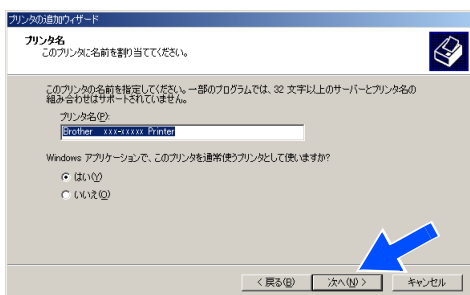 プリンタの追加ウィザード
プリンタ名
このプリンタに名前を割り当ててください。
このプリンタの名前を指定してください。一部のプログラムでは、32 文字以上のサーバーとプリンタ名の
組み合わせはサポートされていません。
プリンタ名(P):
Brother xxx-xxxxx Printer
Windows アプリケーションで、このプリンタを通常使うプリンタとして使いますか?
はい(Y)
いいえ(O)
< 戻る(B) 次へ(N) > キャンセル